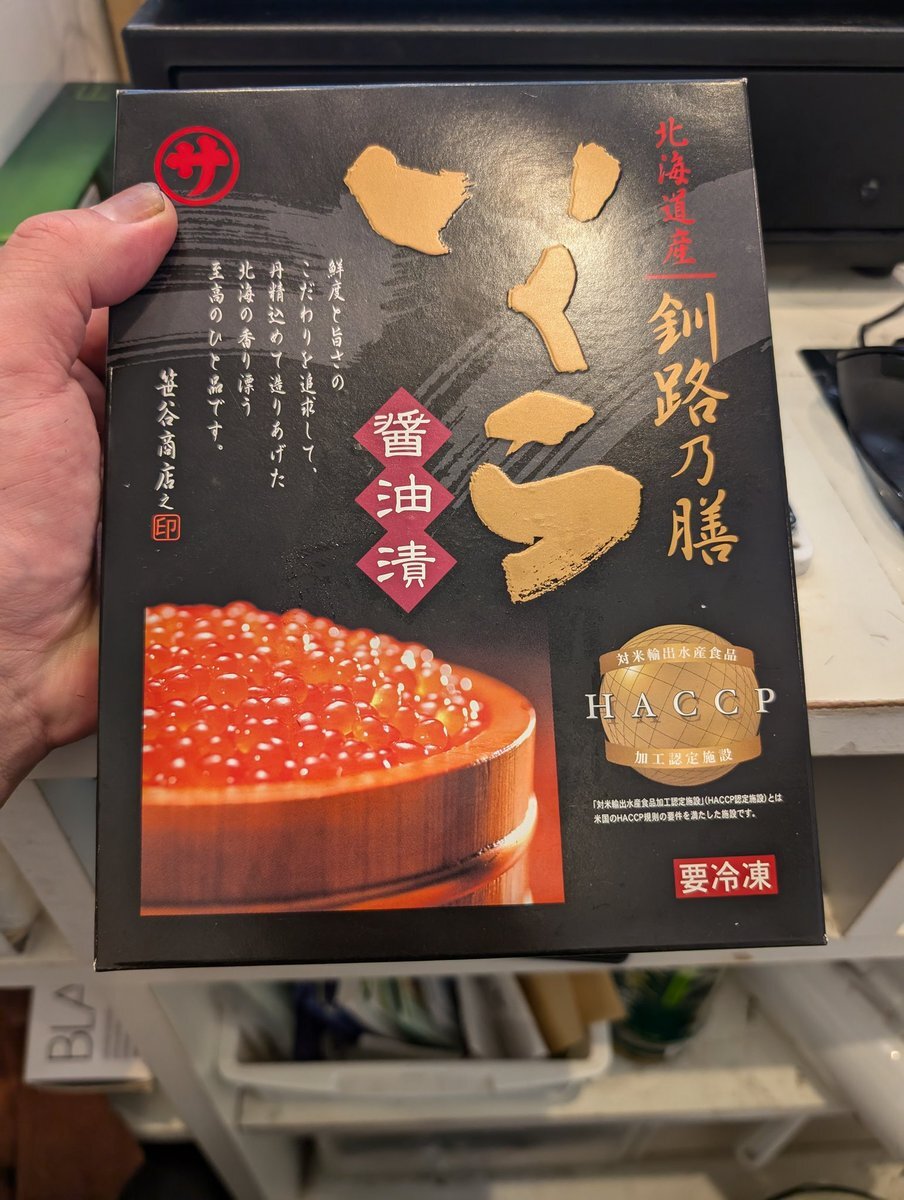 北海道産
釧路乃膳
いくら
醤油漬
サ
鮮度と旨さの
こだわりを追求して、
丹精込めて造りあげた
北海の香り漂う
至高のひと品です。
笹谷商店之
印
対米輸出水産食品
HACCP
加工認定施設
「対米輸出水産食品加工認定施設」(HACCP認定施設)とは
米国のHACCP規則の要件を満たした施設です。
要冷凍
BLA